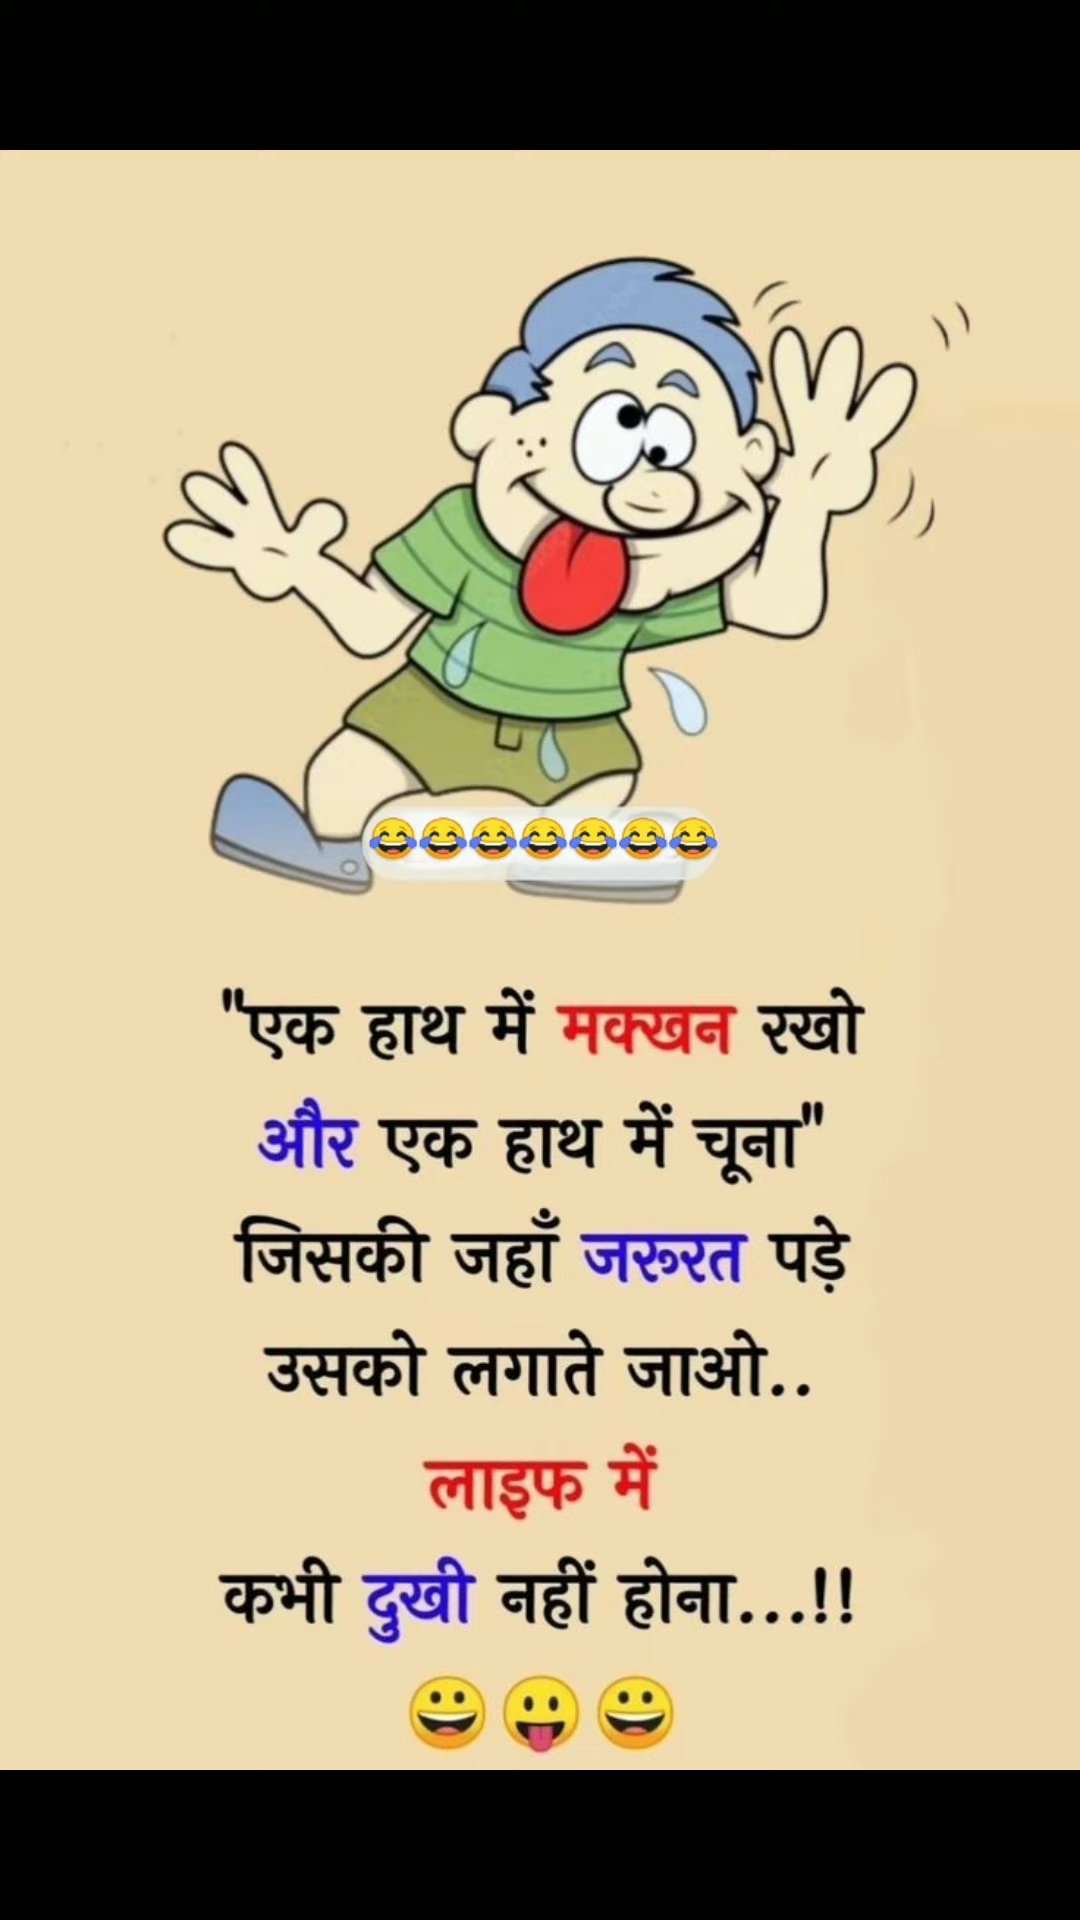 😂😂😂😂😂😂😂
"एक हाथ में मक्खन रखो
और एक हाथ में चूना"
जिसकी जहाँ जरूरत पड़े
उसको लगाते जाओ..
लाइफ में
कभी दुखी नहीं होना...!!
😀😛😀